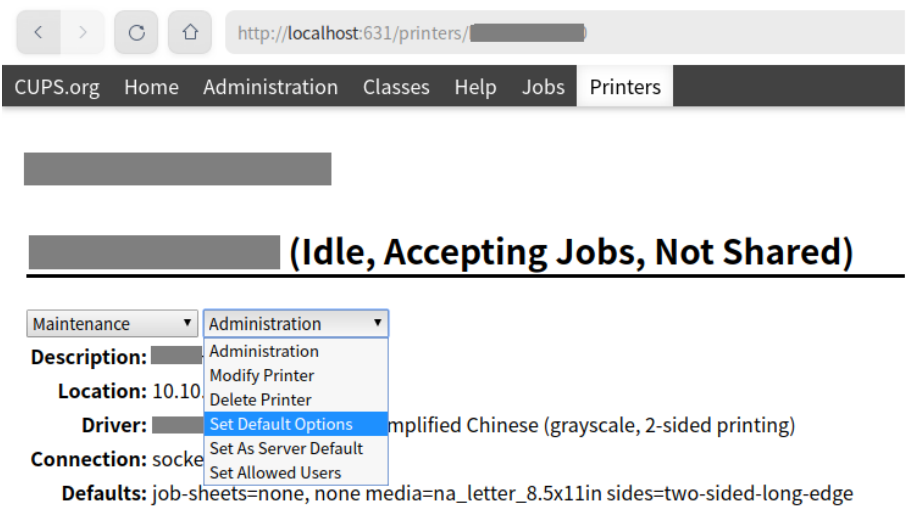 http://localhost:631/printers/
CUPS.org Home Administration Classes Help Jobs Printers
(Idle, Accepting Jobs, Not Shared)
Maintenance Administration
Administration
Description:
Modify Printer
Location: 10.10.
Delete Printer
Driver: Set Default Options mplified Chinese (grayscale, 2-sided printing)
Set As Server Default
Connection: socke
Set Allowed Users
Defaults: job-sheets=none, none media=na_letter_8.5x11in sides=two-sided-long-edge